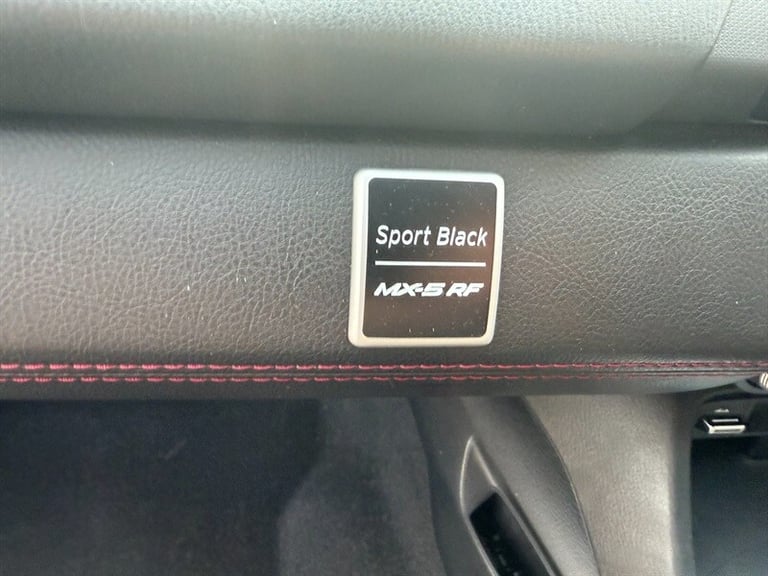 Sport Black
MX-5 RF